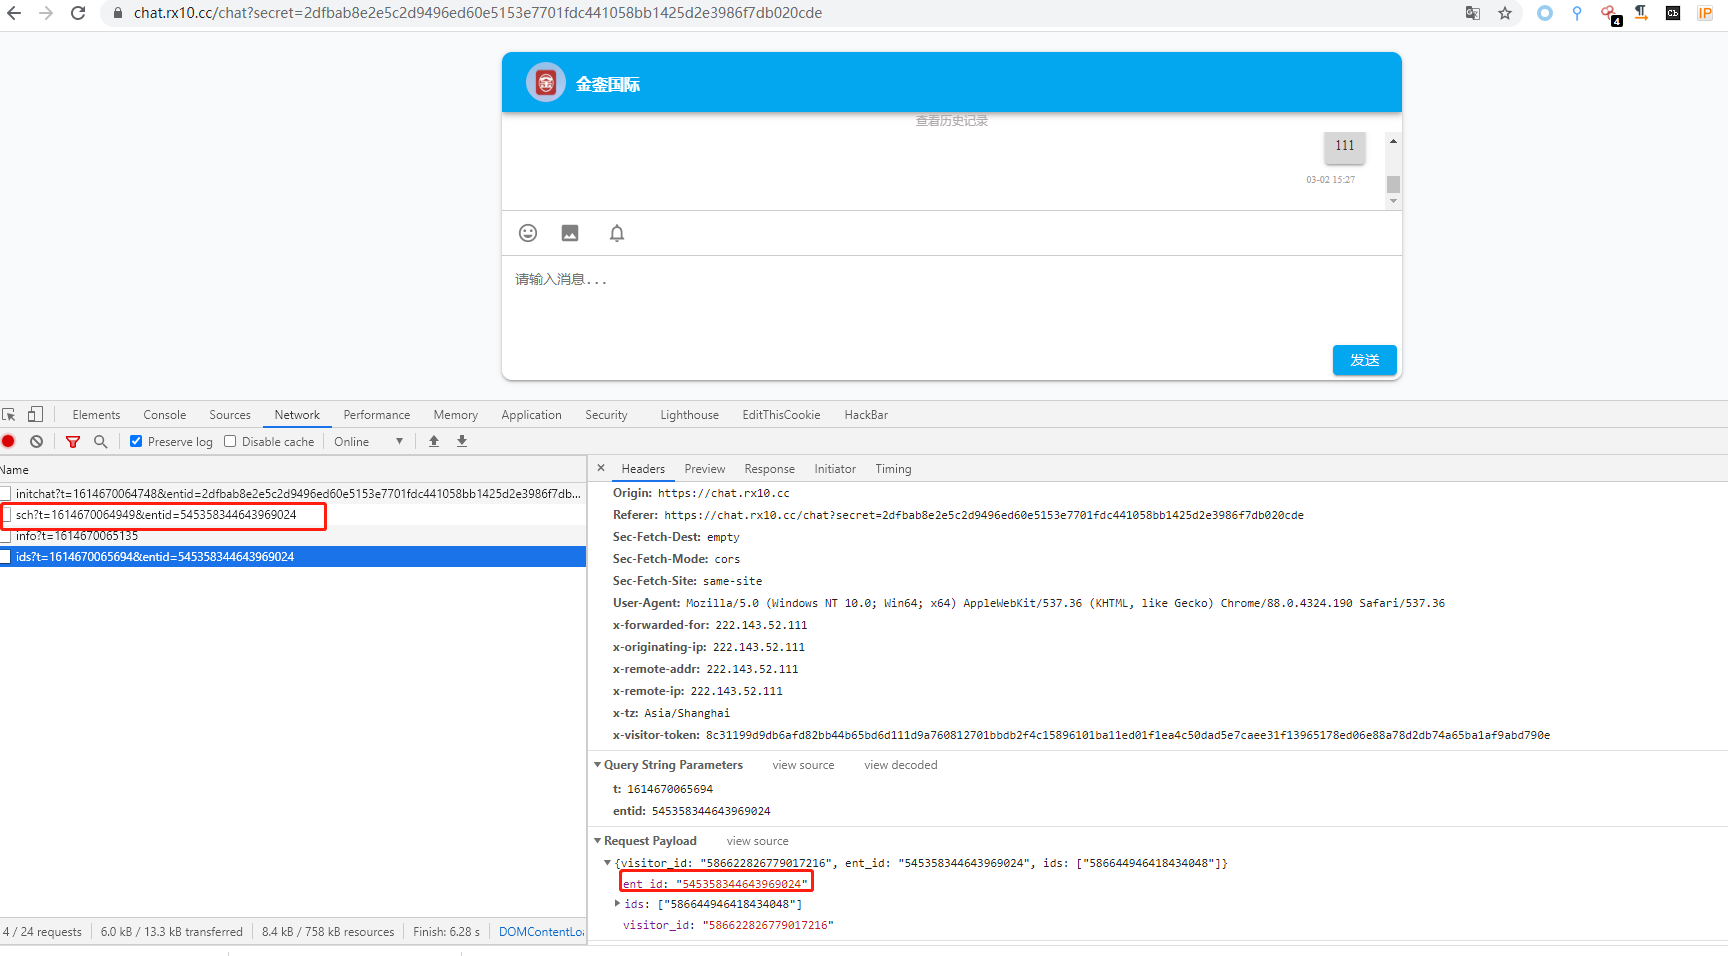 chat.rx10.cc/chat?secret=2dfbab8e2e5c2d9496ed60e5153e7701fdc441058bb1425d2e3986f7db020cde
4
Cb
IP
金
金銮国际
查看历史记录
111
03-02 15:27
请输入消息...
发送
Elements Console Sources Network Performance Memory Application Security Lighthouse EditThisCookie HackBar
Preserve log Disable cache Online
Name
Headers Preview Response Initiator Timing
initchat?t=1614670064748&entid=2dfbab8e2e5c2d9496ed60e5153e7701fdc441058bb1425d2e3986f7db...
sch?t=1614670064949&entid=545358344643969024
info?t=1614670065135
ids?t=1614670065694&entid=545358344643969024
Origin: https://chat.rx10.cc
Referer: https://chat.rx10.cc/chat?secret=2dfbab8e2e5c2d9496ed60e5153e7701fdc441058bb1425d2e3986f7db020cde
Sec-Fetch-Dest: empty
Sec-Fetch-Mode: cors
Sec-Fetch-Site: same-site
User-Agent: Mozilla/5.0 (Windows NT 10.0; Win64; x64) AppleWebKit/537.36 (KHTML, like Gecko) Chrome/88.0.4324.190 Safari/537.36
x-forwarded-for: 222.143.52.111
x-originating-ip: 222.143.52.111
x-remote-addr: 222.143.52.111
x-remote-ip: 222.143.52.111
x-tz: Asia/Shanghai
x-visitor-token: 8c31199d9db6afd82bb44b65bd6d111d9a760812701bbdb2f4c15896101ba11ed01f1ea4c50dad5e7caee31f13965178ed06e88a78d2db74a65ba1af9abd790e
Query String Parameters view source view decoded
t: 1614670065694
entid: 545358344643969024
Request Payload view source
{visitor_id: "586622826779017216", ent_id: "545358344643969024", ids: ["586644946418434048"]}
ent_id: "545358344643969024"
ids: ["586644946418434048"]
visitor_id: "586622826779017216"
4 / 24 requests 6.0 kB / 13.3 kB transferred 8.4 kB / 758 kB resources Finish: 6.28 s DOMContentLo